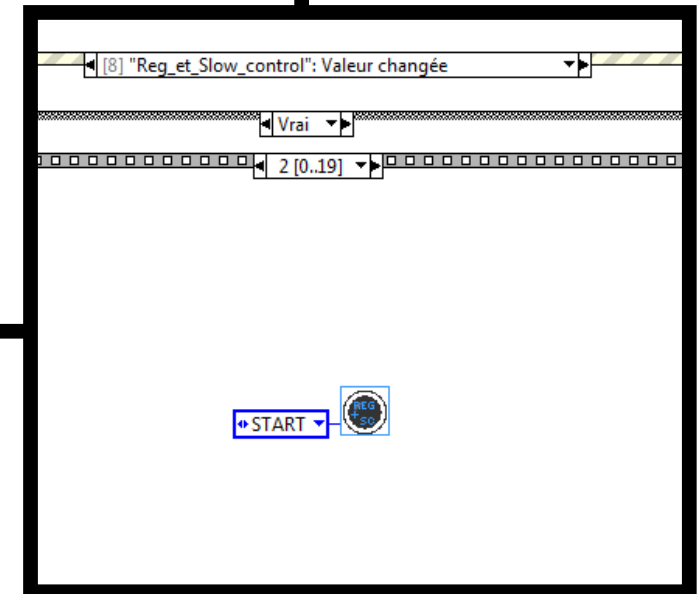 [8] "Reg_et_Slow_control": Valeur changée
Vrai
2 [0..19]
START
REG
+
SC